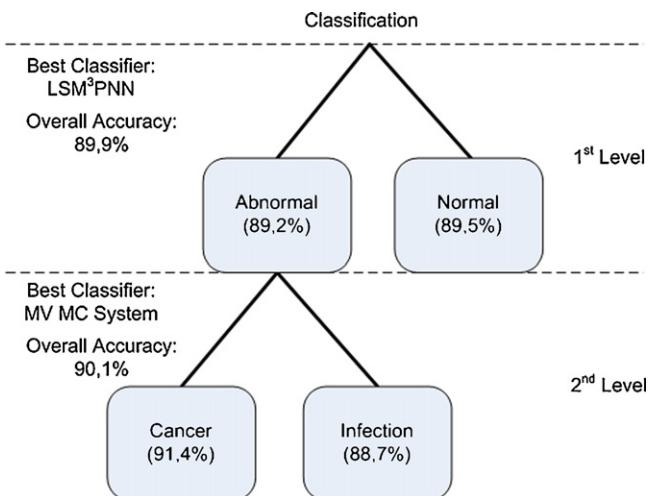 Classification
Best Classifier:
LSM³PNN
Overall Accuracy:
89,9%
1st Level
Abnormal
(89,2%)
Normal
(89,5%)
Best Classifier:
MV MC System
Overall Accuracy:
90,1%
2nd Level
Cancer
(91,4%)
Infection
(88,7%)